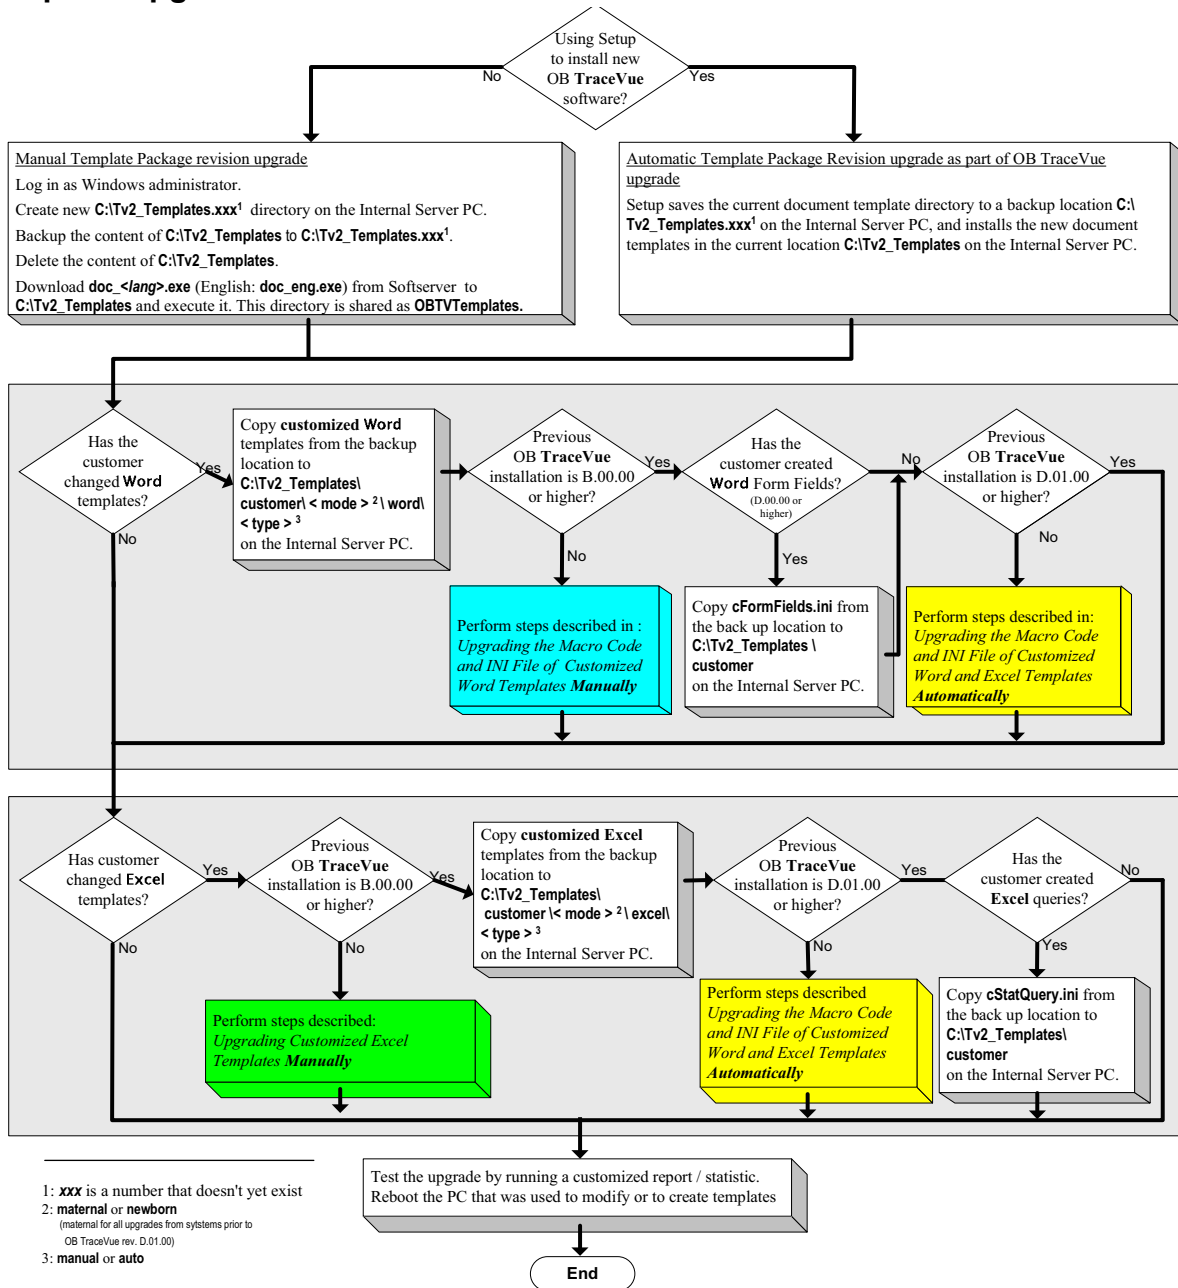 Using Setup
to install new
OB TraceVue
software?
No
Yes
Manual Template Package revision upgrade
Log in as Windows administrator.
Create new C:\Tv2_Templates.xxx¹ directory on the Internal Server PC.
Backup the content of C:\Tv2_Templates to C:\Tv2_Templates.xxx¹.
Delete the content of C:\Tv2_Templates.
Download doc_<lang>.exe (English: doc_eng.exe) from Softserver to
C:\Tv2_Templates and execute it. This directory is shared as OBTVTemplates.
Automatic Template Package Revision upgrade as part of OB TraceVue
upgrade
Setup saves the current document template directory to a backup location C:\
Tv2_Templates.xxx¹ on the Internal Server PC, and installs the new document
templates in the current location C:\Tv2_Templates on the Internal Server PC.
Has the
customer
changed Word
templates?
Yes
No
Copy customized Word
templates from the backup
location to
C:\Tv2_Templates\
customer\ < mode > ² \ word\
< type > ³
on the Internal Server PC.
Previous
OB TraceVue
installation is B.00.00
or higher?
Yes
No
Has the
customer created
Word Form Fields?
(D.00.00 or
higher)
No
Yes
Previous
OB TraceVue
installation is D.01.00
or higher?
Yes
No
Perform steps described in :
Upgrading the Macro Code
and INI File of Customized
Word Templates Manually
Copy cFormFields.ini from
the back up location to
C:\Tv2_Templates \
customer
on the Internal Server PC.
Perform steps described in:
Upgrading the Macro Code
and INI File of Customized
Word and Excel Templates
Automatically
Has customer
changed Excel
templates?
Yes
No
Previous
OB TraceVue
installation is B.00.00
or higher?
Yes
No
Copy customized Excel
templates from the backup
location to
C:\Tv2_Templates\
customer \< mode > ² \ excel\
< type > ³
on the Internal Server PC.
Previous
OB TraceVue
installation is D.01.00
or higher?
Yes
No
Has the
customer created
Excel queries?
No
Yes
Perform steps described:
Upgrading Customized Excel
Templates Manually
Perform steps described
Upgrading the Macro Code
and INI File of Customized
Word and Excel Templates
Automatically
Copy cStatQuery.ini from
the back up location to
C:\Tv2_Templates\
customer
on the Internal Server PC.
1: xxx is a number that doesn't yet exist
2: maternal or newborn
(maternal for all upgrades from sytstems prior to
OB TraceVue rev. D.01.00)
3: manual or auto
Test the upgrade by running a customized report / statistic.
Reboot the PC that was used to modify or to create templates
End